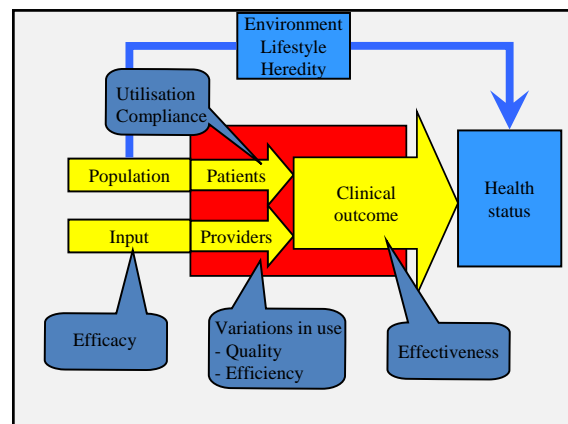 Environment
Lifestyle
Heredity
Utilisation
Compliance
Population
Patients
Clinical
outcome
Health
status
Input
Providers
Efficacy
Variations in use
- Quality
- Efficiency
Effectiveness